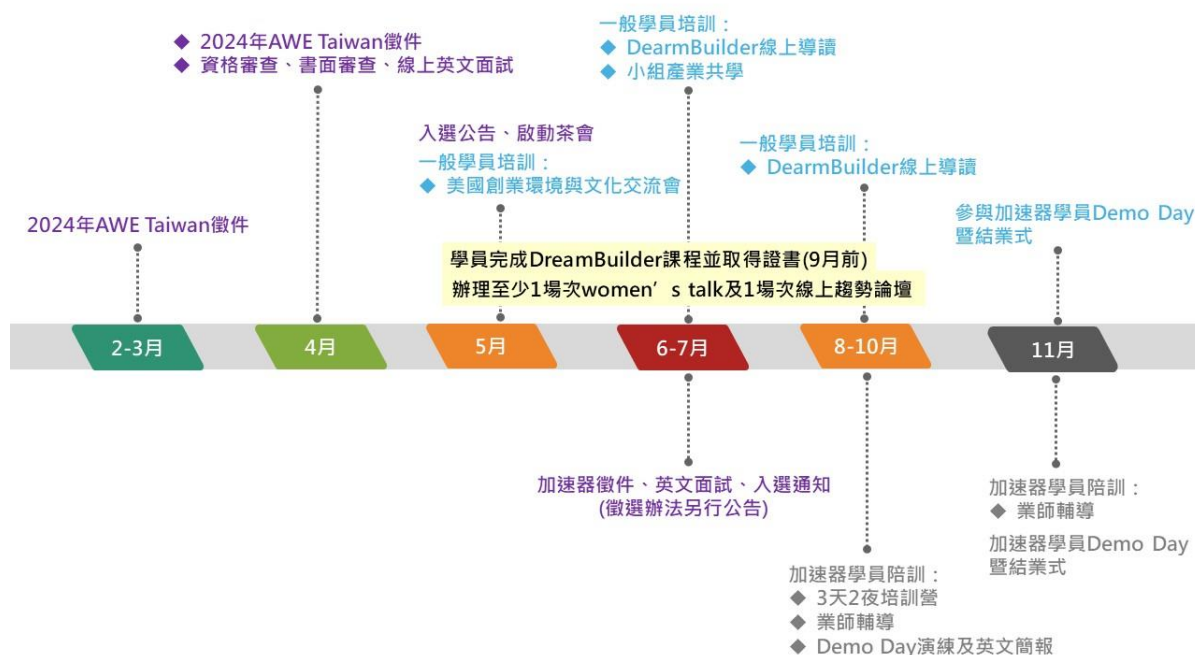 ◆ 2024年AWE Taiwan徵件
◆ 資格審查、書面審查、線上英文面試
一般學員培訓：
◆ DearmBuilder線上導讀
◆ 小組產業共學
入選公告、啟動茶會
一般學員培訓：
◆ 美國創業環境與文化交流會
一般學員培訓：
◆ DearmBuilder線上導讀
2024年AWE Taiwan徵件
參與加速器學員Demo Day
暨結業式
學員完成DreamBuilder課程並取得證書(9月前)
辦理至少1場次women’s talk及1場次線上趨勢論壇
2-3月
4月
5月
6-7月
8-10月
11月
加速器徵件、英文面試、入選通知
(徵選辦法另行公告)
加速器學員陪訓：
◆ 3天2夜培訓營
◆ 業師輔導
◆ Demo Day演練及英文簡報
加速器學員陪訓：
◆ 業師輔導
加速器學員Demo Day
暨結業式